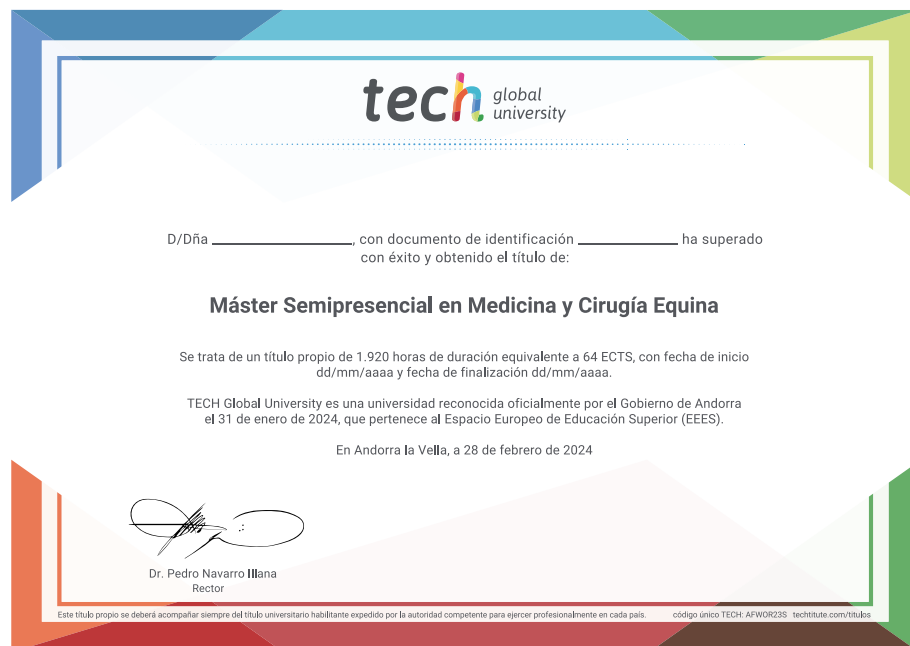 tech global
university
D/Dña ____________, con documento de identificación ____________ ha superado
con éxito y obtenido el título de:
Máster Semipresencial en Medicina y Cirugía Equina
Se trata de un título propio de 1.920 horas de duración equivalente a 64 ECTS, con fecha de inicio
dd/mm/aaaa y fecha de finalización dd/mm/aaaa.
TECH Global University es una universidad reconocida oficialmente por el Gobierno de Andorra
el 31 de enero de 2024, que pertenece al Espacio Europeo de Educación Superior (EEES).
En Andorra la Vella, a 28 de febrero de 2024
Dr. Pedro Navarro Illana
Rector
Este título propio se deberá acompañar siempre del título universitario habilitante expedido por la autoridad competente para ejercer profesionalmente en cada país. código único TECH: AFWOR23S techtitute.com/titulos